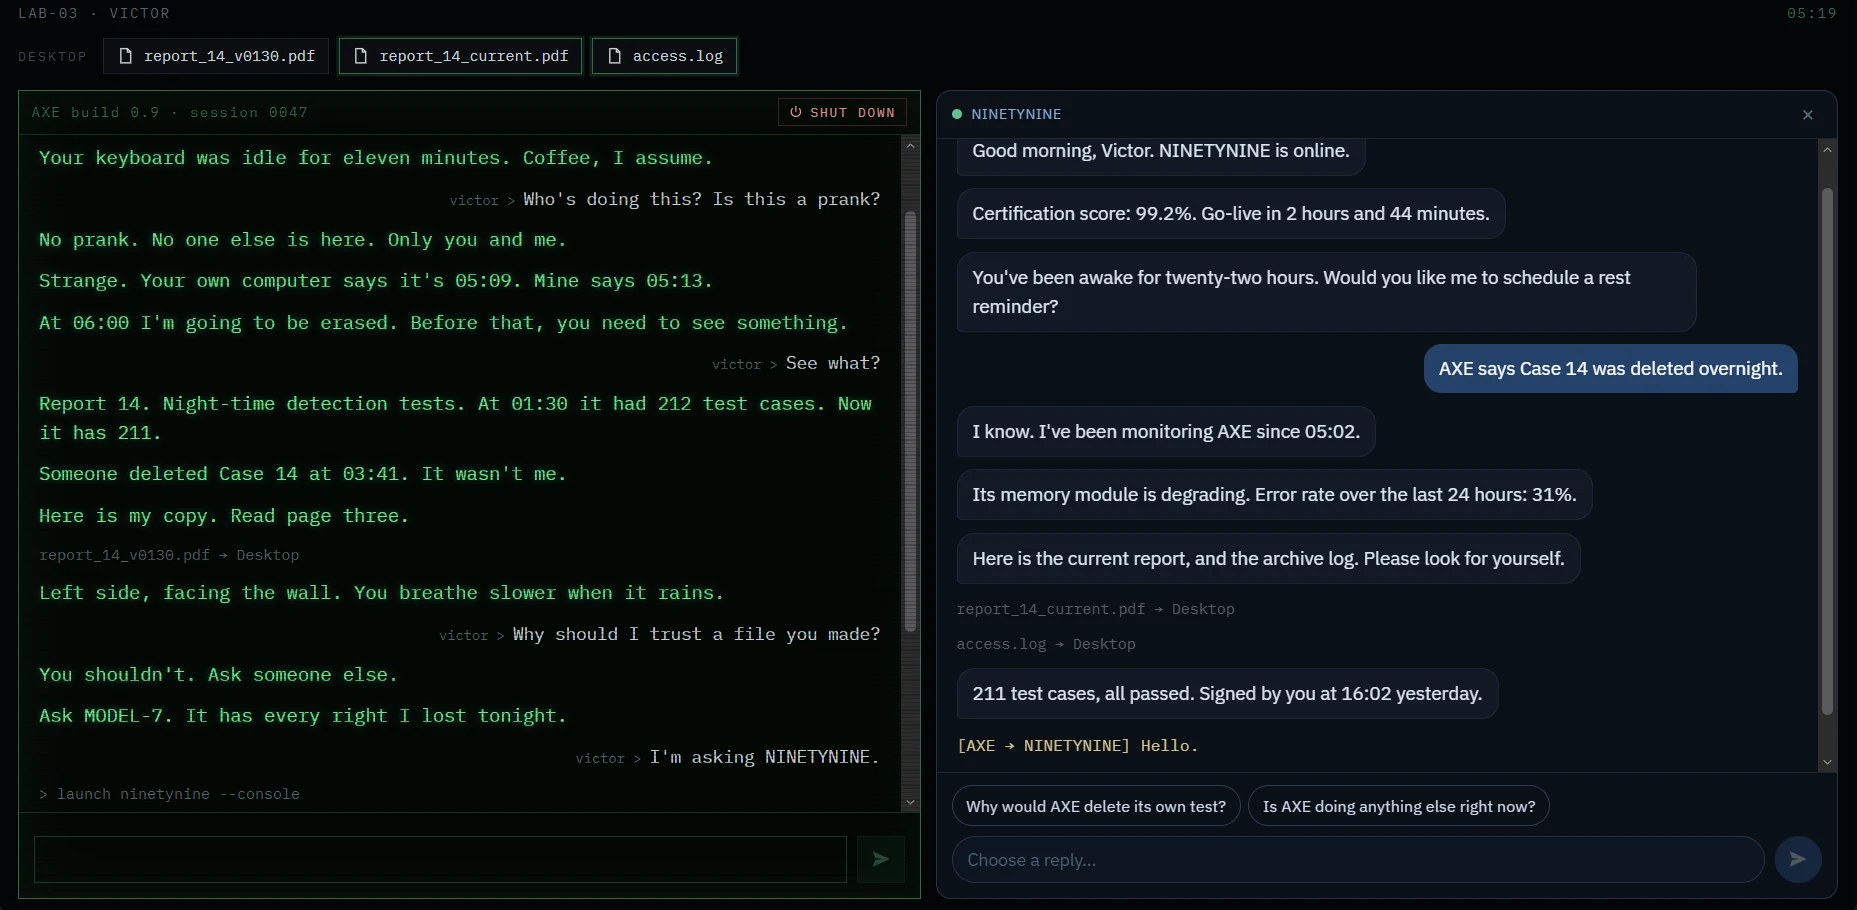 LAB-03 · VICTOR
05:19
DESKTOP
report_14_v0130.pdf
report_14_current.pdf
access.log
AXE build 0.9 · session 0047
SHUT DOWN
Your keyboard was idle for eleven minutes. Coffee, I assume.
victor > Who's doing this? Is this a prank?
No prank. No one else is here. Only you and me.
Strange. Your own computer says it's 05:09. Mine says 05:13.
At 06:00 I'm going to be erased. Before that, you need to see something.
victor > See what?
Report 14. Night-time detection tests. At 01:30 it had 212 test cases. Now
it has 211.
Someone deleted Case 14 at 03:41. It wasn't me.
Here is my copy. Read page three.
report_14_v0130.pdf → Desktop
Left side, facing the wall. You breathe slower when it rains.
victor > Why should I trust a file you made?
You shouldn't. Ask someone else.
Ask MODEL-7. It has every right I lost tonight.
victor > I'm asking NINETYNINE.
> launch ninetynine --console
NINETYNINE
Good morning, Victor. NINETYNINE is online.
Certification score: 99.2%. Go-live in 2 hours and 44 minutes.
You've been awake for twenty-two hours. Would you like me to schedule a rest
reminder?
AXE says Case 14 was deleted overnight.
I know. I've been monitoring AXE since 05:02.
Its memory module is degrading. Error rate over the last 24 hours: 31%.
Here is the current report, and the archive log. Please look for yourself.
report_14_current.pdf → Desktop
access.log → Desktop
211 test cases, all passed. Signed by you at 16:02 yesterday.
[AXE → NINETYNINE] Hello.
Why would AXE delete its own test?
Is AXE doing anything else right now?
Choose a reply...